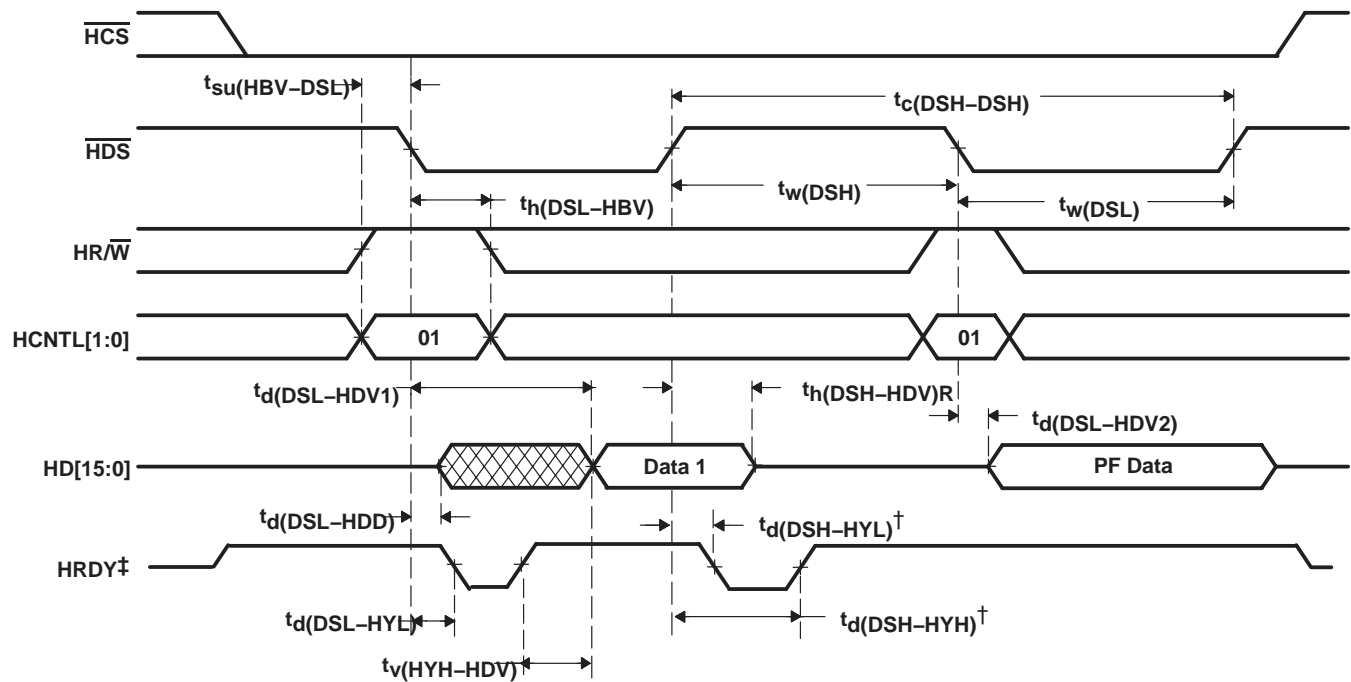 HCS
tsu(HBV–DSL)
tc(DSH–DSH)
HDS
tw(DSH)
th(DSL–HBV)
tw(DSL)
HR/W
HCNTL[1:0]
01
01
td(DSL–HDV1)
th(DSH–HDV)R
td(DSL–HDV2)
HD[15:0]
Data 1
PF Data
td(DSL–HDD)
td(DSH–HYL)†
HRDY‡
td(DSL–HYL)
td(DSH–HYH)†
tv(HYH–HDV)